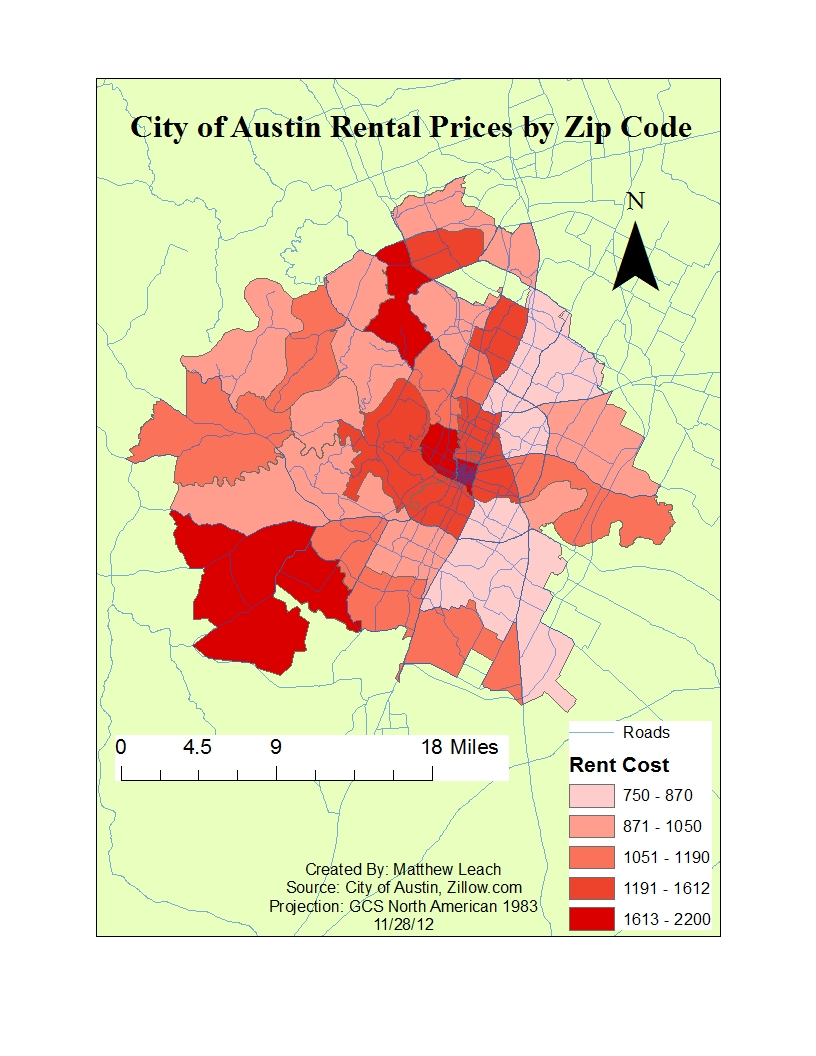 City of Austin Rental Prices by Zip Code
N
0 4.5 9 18 Miles
Roads
Rent Cost
750 - 870
871 - 1050
1051 - 1190
1191 - 1612
1613 - 2200
Created By: Matthew Leach
Source: City of Austin, Zillow.com
Projection: GCS North American 1983
11/28/12